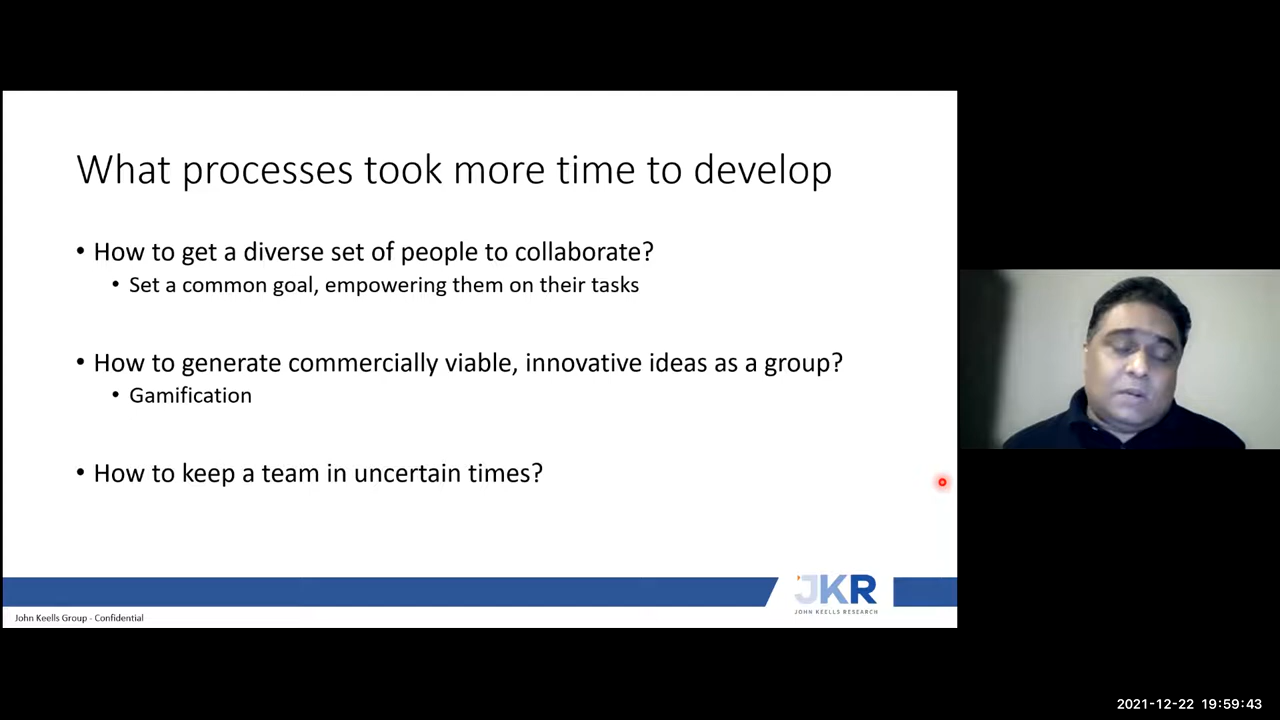 What processes took more time to develop
• How to get a diverse set of people to collaborate?
• Set a common goal, empowering them on their tasks
• How to generate commercially viable, innovative ideas as a group?
• Gamification
• How to keep a team in uncertain times?
JKR
JOHN KEELLS RESEARCH
John Keells Group - Confidential
2021-12-22 19:59:43